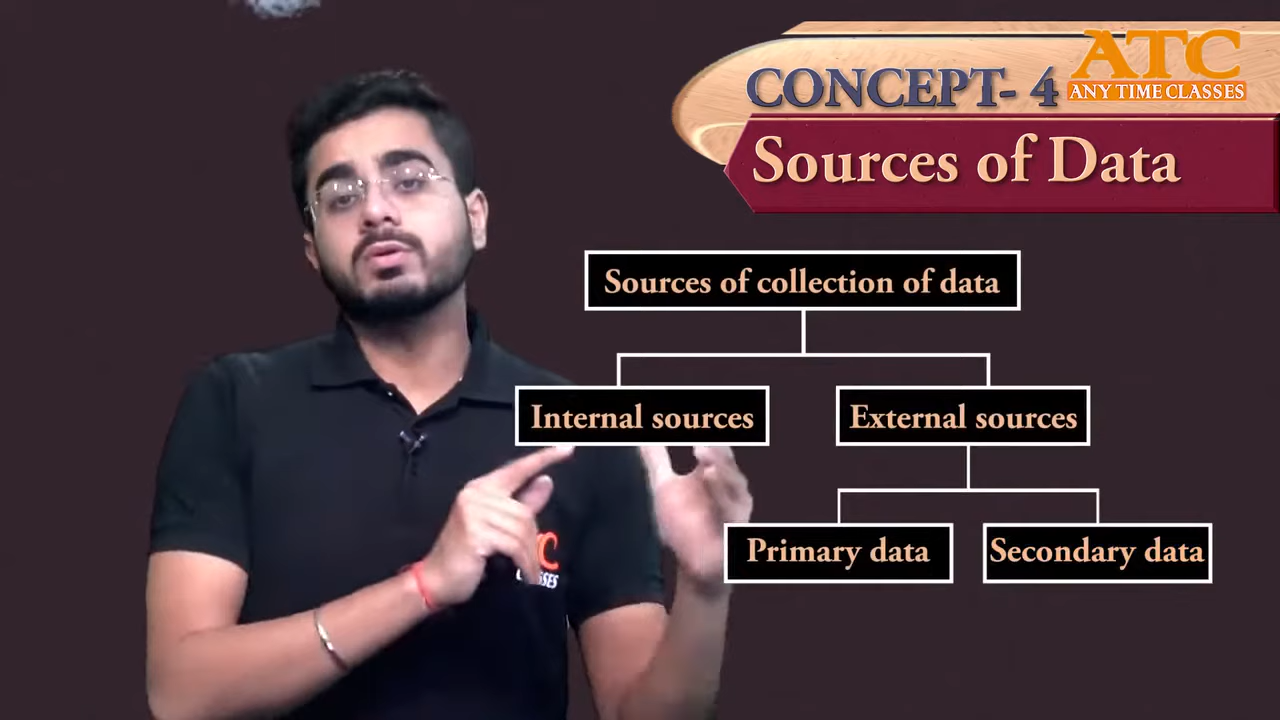 ATC
ANY TIME CLASSES
CONCEPT- 4
Sources of Data
Sources of collection of data
Internal sources
External sources
Primary data
Secondary data